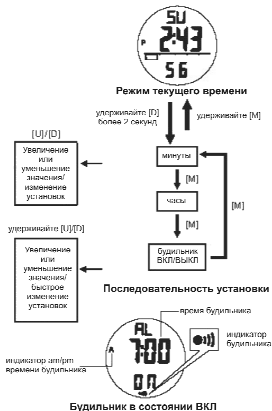 SU
P
2:43
56
Режим текущего времени
удерживайте [D]
более 2 секунд
удерживайте [M]
[U]/[D]
Увеличение
или
уменьшение
значения/
изменение
установок
минуты
[M]
часы
[M]
[M]
удерживайте [U]/[D]
Увеличение
или
уменьшение
значения/
быстрое
изменение
установок
будильник
ВКЛ/ВЫКЛ
Последовательность установки
время будильника
AL
A
7:00
ON
индикатор
будильника
индикатор am/pm
времени будильника
Будильник в состоянии ВКЛ